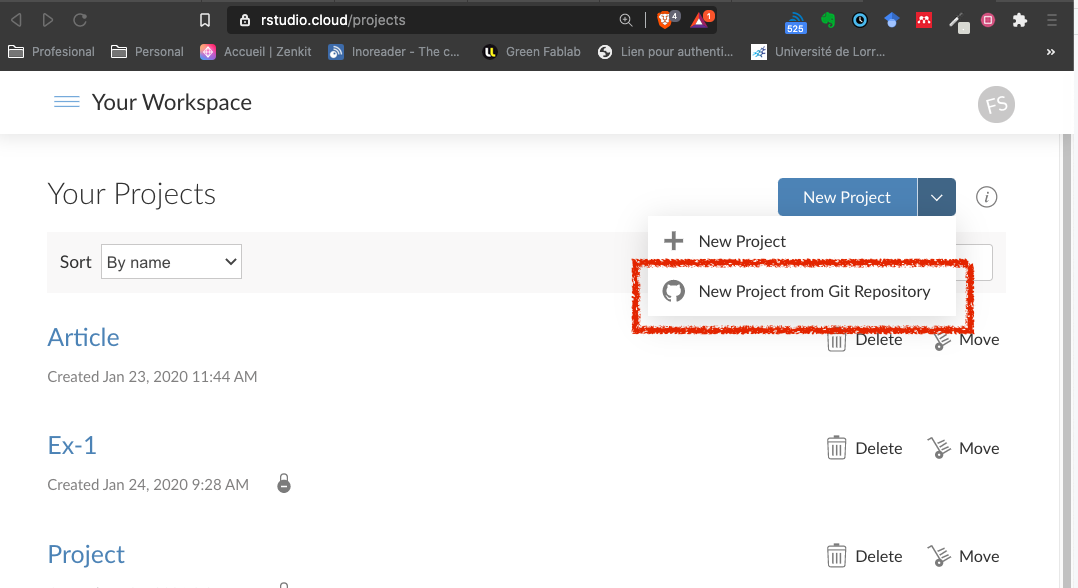 rstudio.cloud/projects
4
1
525
Profesional
Personal
Accueil | Zenkit
Inoreader - The c...
Green Fablab
Lien pour authenti...
Université de Lorr...
»
Your Workspace
FS
Your Projects
New Project
i
New Project
Sort
By name
New Project from Git Repository
Article
Delete
Move
Created Jan 23, 2020 11:44 AM
Ex-1
Delete
Move
Created Jan 24, 2020 9:28 AM
Project
Delete
Move